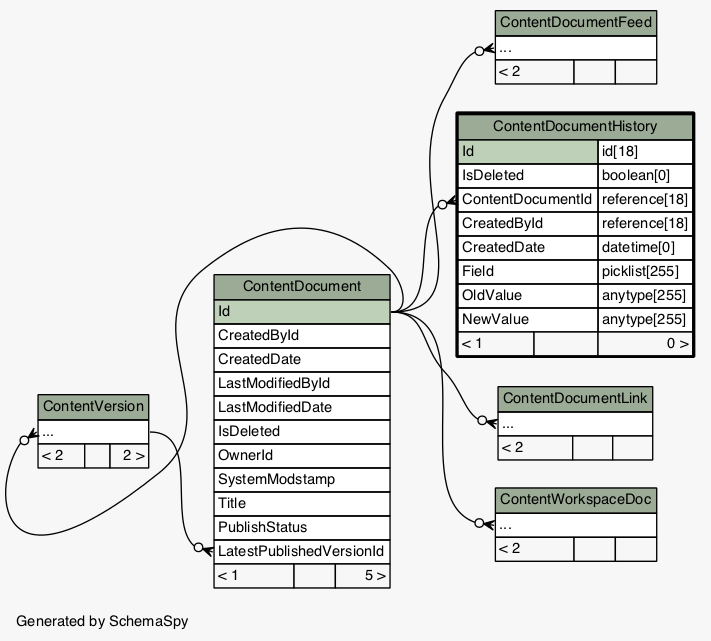 ContentDocumentFeed
...
< 2
ContentDocumentHistory
Id id[18]
IsDeleted boolean[0]
ContentDocumentId reference[18]
CreatedById reference[18]
CreatedDate datetime[0]
Field picklist[255]
OldValue anytype[255]
NewValue anytype[255]
< 1 0 >
ContentDocument
Id
CreatedById
CreatedDate
LastModifiedById
LastModifiedDate
IsDeleted
OwnerId
SystemModstamp
Title
PublishStatus
LatestPublishedVersionId
< 1 5 >
ContentVersion
...
< 2 2 >
ContentDocumentLink
...
< 2
ContentWorkspaceDoc
...
< 2
Generated by SchemaSpy